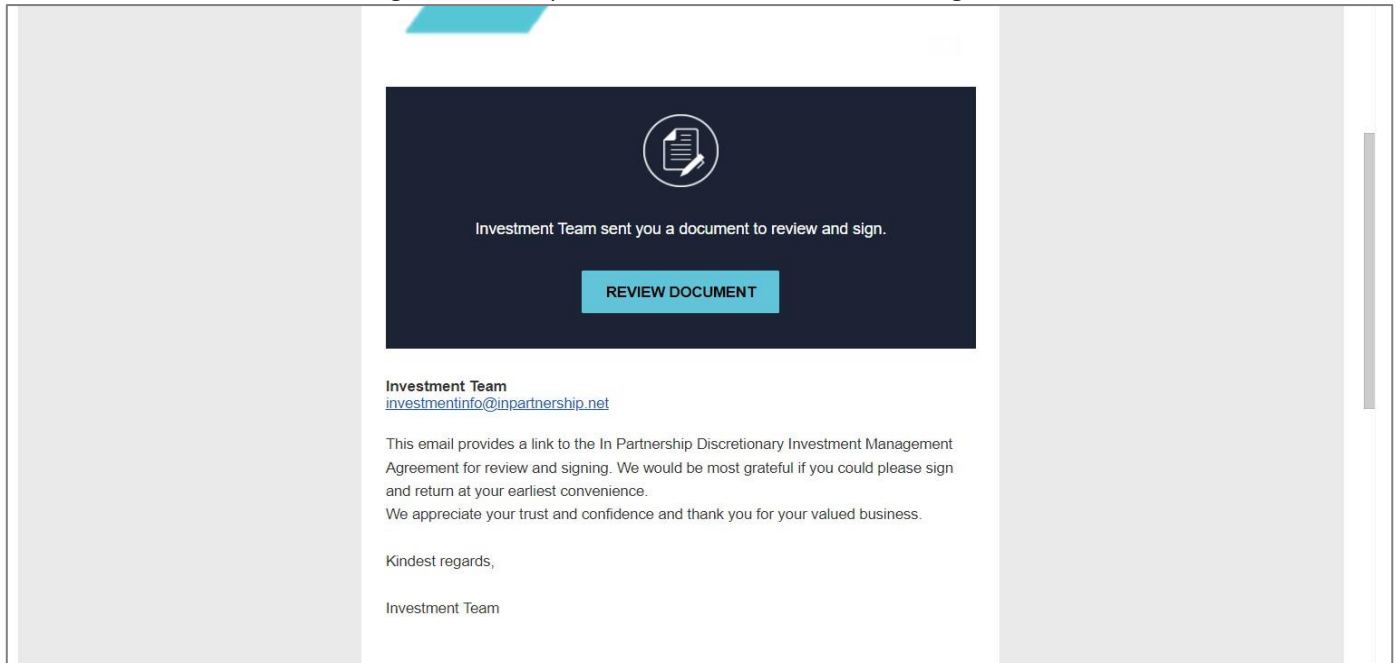 Investment Team sent you a document to review and sign.
REVIEW DOCUMENT
Investment Team
investmentinfo@inpartnership.net
This email provides a link to the In Partnership Discretionary Investment Management
Agreement for review and signing. We would be most grateful if you could please sign
and return at your earliest convenience.
We appreciate your trust and confidence and thank you for your valued business.
Kindest regards,
Investment Team